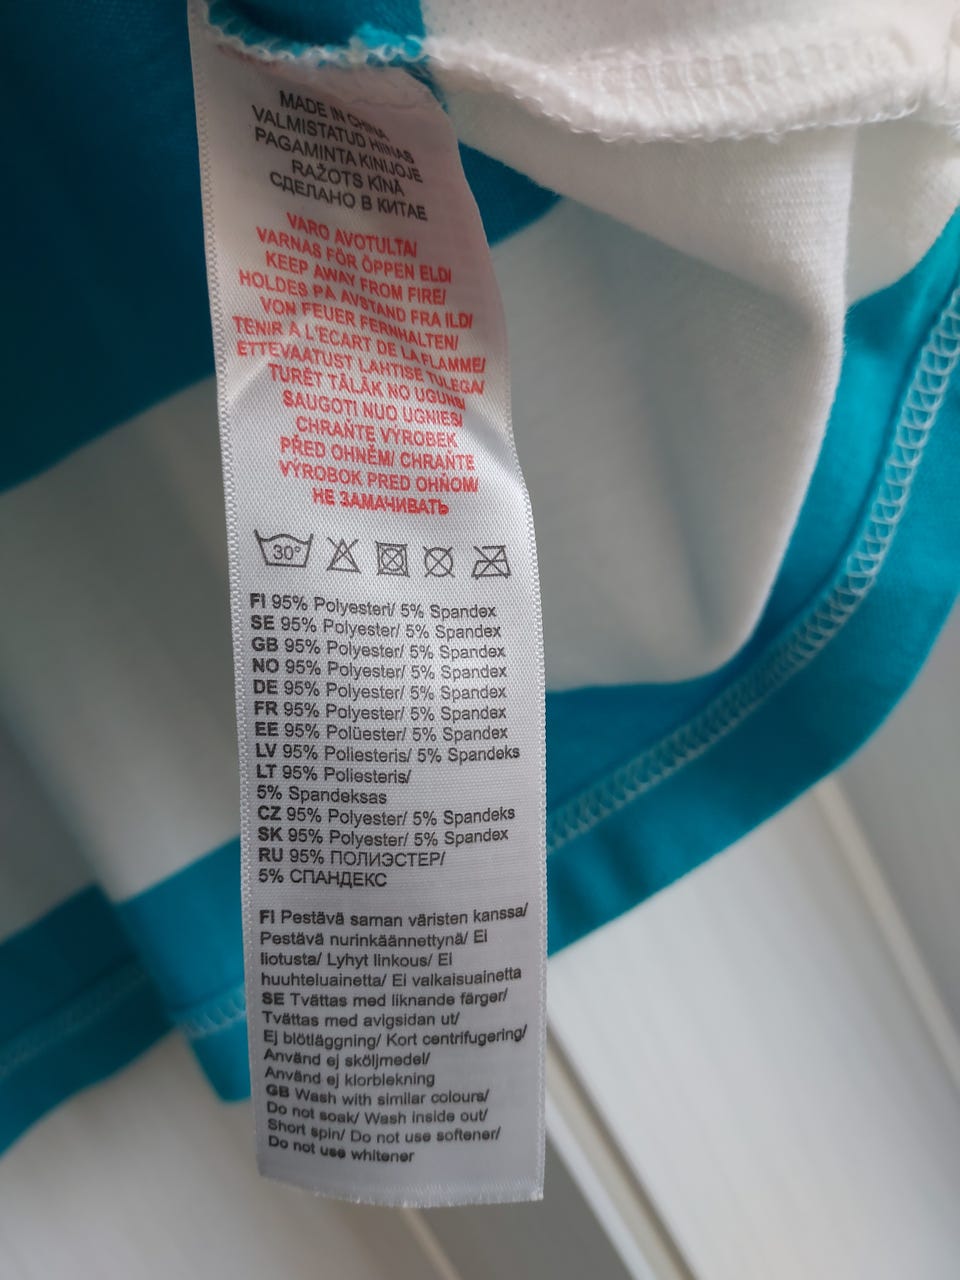 MADE IN CHINA
VALMISTATUD HIINAS
PAGAMINTA KINIJOJE
RAŽOTS ĶĪNĀ
СДЕЛАНО В КИТАЕ
VARO AVOTULTA/
VARNAS FÖR ÖPPEN ELD/
KEEP AWAY FROM FIRE/
HOLDES PÅ AVSTAND FRA ILD/
VON FEUER FERNHALTEN/
TENIR À L'ECART DE LA FLAMME/
ETTEVAATUST LAHTISE TULEGA/
TURĒT TĀLĀK NO UGUNS/
SAUGOTI NUO UGNIES/
CHRAŇTE VÝROBEK
PŘED OHNĚM/ CHRAŇTE
VÝROBOK PRED OHŇOM/
НЕ ЗАМАЧИВАТЬ
30°
FI 95% Polyesteri/ 5% Spandex
SE 95% Polyester/ 5% Spandex
GB 95% Polyester/ 5% Spandex
NO 95% Polyester/ 5% Spandex
DE 95% Polyester/ 5% Spandex
FR 95% Polyester/ 5% Spandex
EE 95% Polüester/ 5% Spandex
LV 95% Poliesteris/ 5% Spandeks
LT 95% Poliesteris/
5% Spandeksas
CZ 95% Polyester/ 5% Spandeks
SK 95% Polyester/ 5% Spandex
RU 95% ПОЛИЭСТЕР/
5% СПАНДЕКС
FI Pestävä saman väristen kanssa/
Pestävä nurinkäännettynä/ Ei
liotusta/ Lyhyt linkous/ Ei
huuhteluainetta/ Ei valkaisuainetta
SE Tvättas med liknande färger/
Tvättas med avigsidan ut/
Ej blötläggning/ Kort centrifugering/
Använd ej sköljmedel/
Använd ej klorblekning
GB Wash with similar colours/
Do not soak/ Wash inside out/
Short spin/ Do not use softener/
Do not use whitener